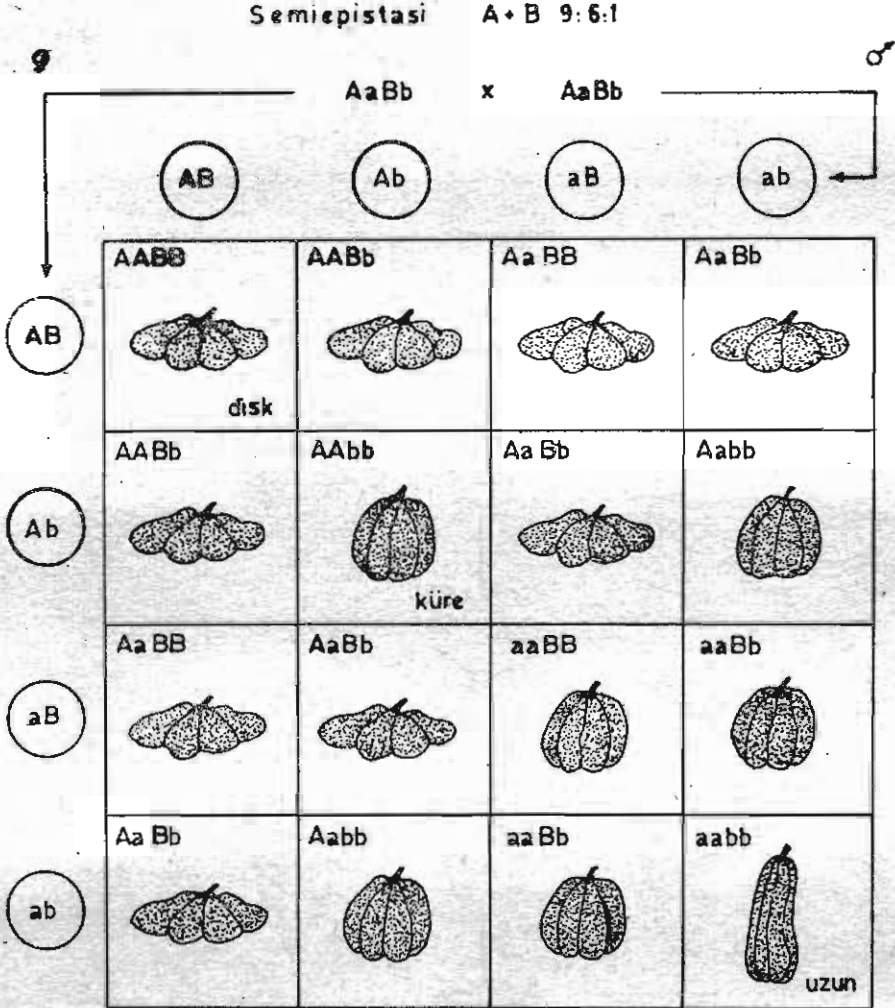 Semiepistasi A+B 9:6:1
♀ ♂
AaBb x AaBb
AB Ab aB ab
AABB AABb AaBB AaBb
AB
disk
AABb AAbb AaBb Aabb
Ab
küre
AaBB AaBb aaBB aaBb
aB
AaBb Aabb aaBb aabb
ab
uzun